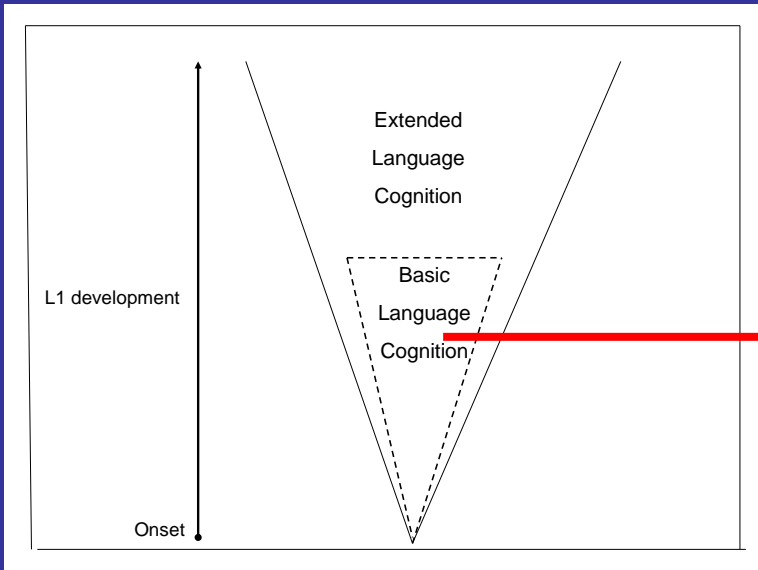 Extended
Language
Cognition
Basic
Language
Cognition
L1 development
Onset